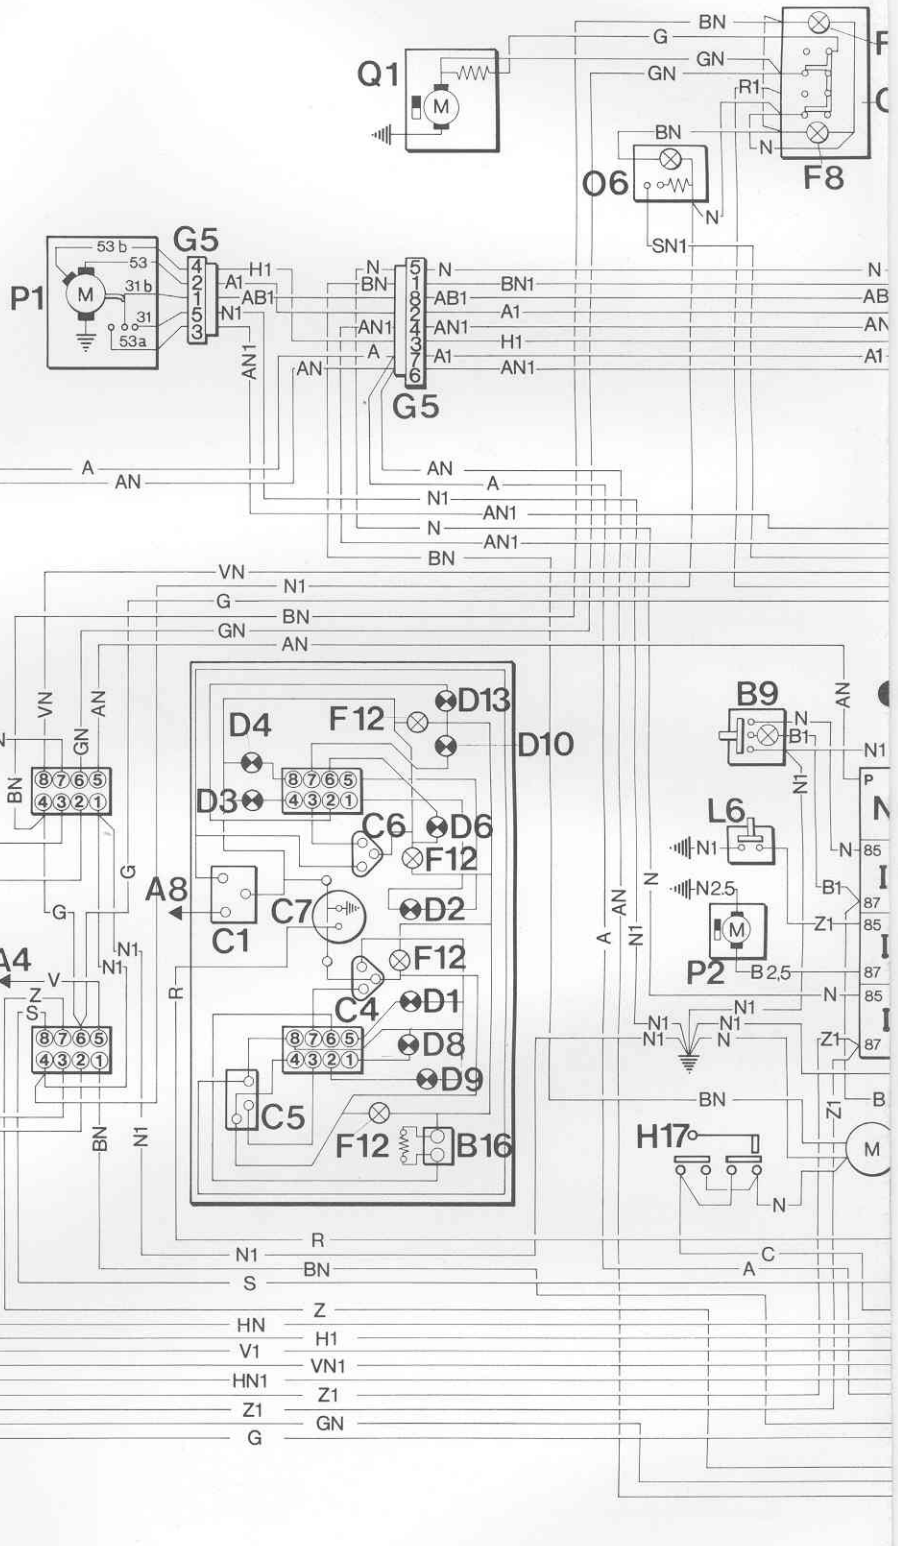 BN
G
Q1
GN
GN
R1
M
BN
N
F8
O6
N
SN1
G5
53 b
53
31 b
31
53a
P1
M
4
2
1
5
3
H1
A1
AB1
N1
AN1
N
BN
AN1
A
AN
5
1
8
2
4
3
7
6
G5
N
BN1
AB1
A1
AN1
H1
A1
AN1
N
AB
AN
A1
A
AN
AN
A
N1
AN1
N
AN1
BN
VN
N1
G
BN
GN
AN
VN
GN
AN
BN
AN
8 7 6 5
4 3 2 1
G
G
N1
N1
A4
V
Z
S
8 7 6 5
4 3 2 1
BN
N1
D13
F12
D4
D10
8 7 6 5
4 3 2 1
D3
C6
D6
F12
A8
C7
D2
C1
F12
R
C4
D1
8 7 6 5
4 3 2 1
D8
D9
C5
F12
B16
B9
N
B1
N1
N1
P
N
L6
N1
N
85
B1
87
N2.5
Z1
85
M
P2
B 2,5
87
N
85
A
AN
N1
N
N1
N1
N1
N1
N
Z1
87
Z1
BN
B
H17
M
N
C
A
R
N1
BN
S
Z
HN
H1
V1
VN1
HN1
Z1
Z1
GN
G